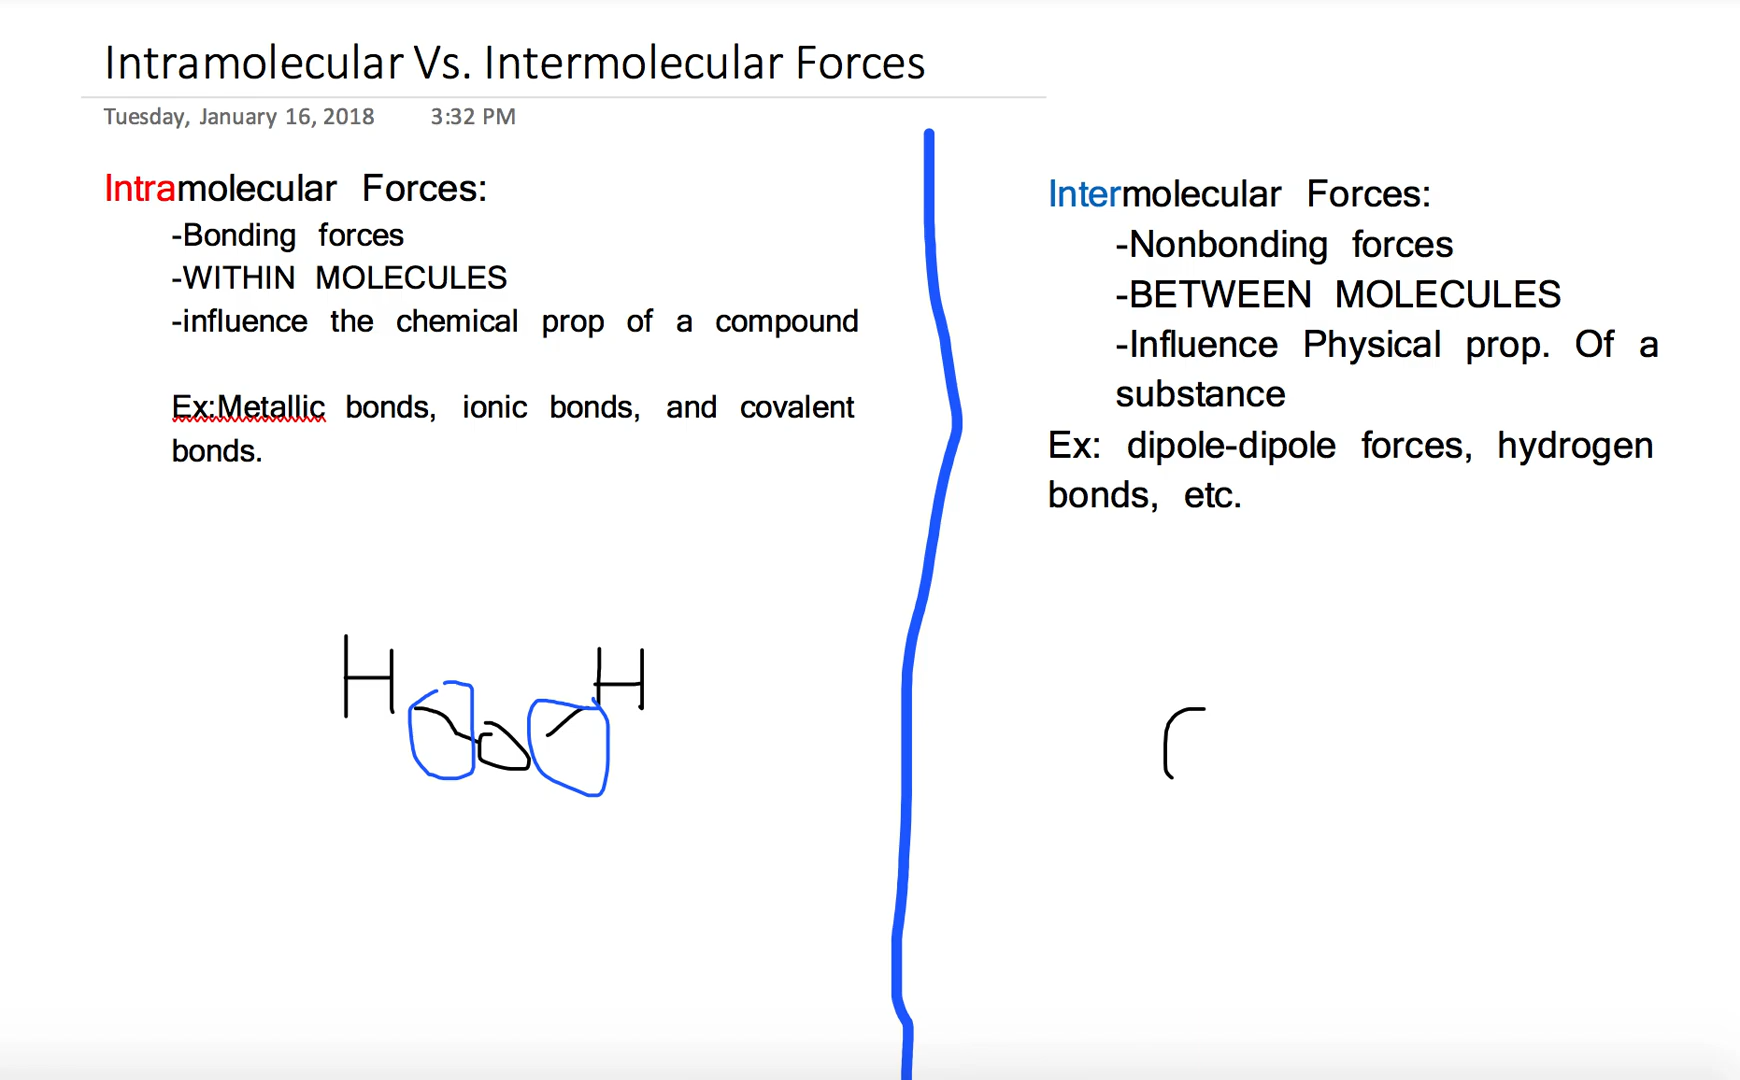 Intramolecular Vs. Intermolecular Forces
Tuesday, January 16, 2018 3:32 PM
Intramolecular Forces:
-Bonding forces
-WITHIN MOLECULES
-influence the chemical prop of a compound
Ex:Metallic bonds, ionic bonds, and covalent
bonds.
H H
O
Intermolecular Forces:
-Nonbonding forces
-BETWEEN MOLECULES
-Influence Physical prop. Of a
substance
Ex: dipole-dipole forces, hydrogen
bonds, etc.